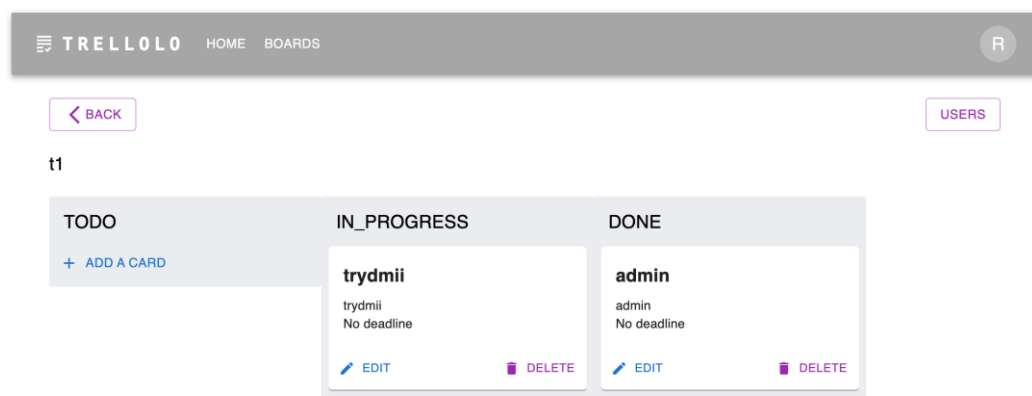 TRELLOLO HOME BOARDS R
BACK USERS
t1
TODO
+ ADD A CARD
IN_PROGRESS
trydmii
trydmii
No deadline
EDIT DELETE
DONE
admin
admin
No deadline
EDIT DELETE